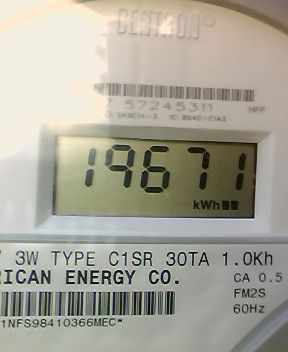 CENTRON®
57245311 HPP
19671
kWh
3W TYPE C1SR 30TA 1.0Kh
RICAN ENERGY CO. CA 0.5
FM2S
60Hz
1NFS98410366MEC*